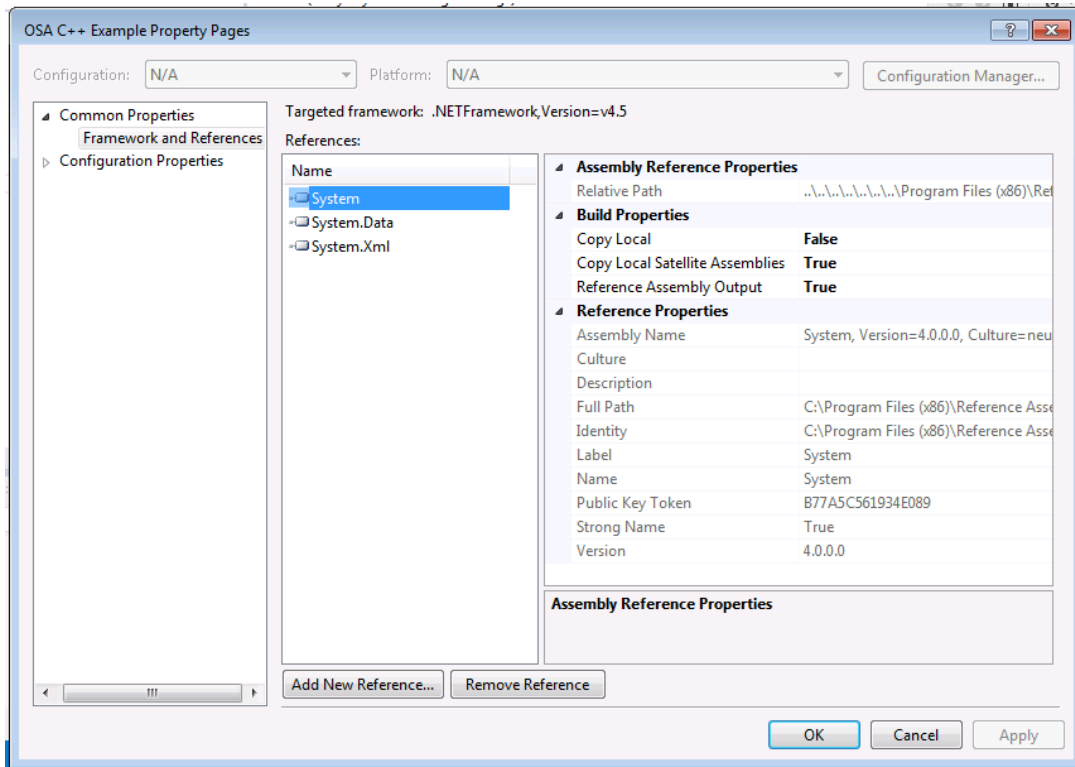 OSA C++ Example Property Pages
Configuration: N/A Platform: N/A Configuration Manager...
Common Properties
Framework and References
Configuration Properties
Targeted framework: .NETFramework,Version=v4.5
References:
Name
System
System.Data
System.Xml
Assembly Reference Properties
Relative Path ..\..\..\..\..\..\..\Program Files (x86)\Ref
Build Properties
Copy Local False
Copy Local Satellite Assemblies True
Reference Assembly Output True
Reference Properties
Assembly Name System, Version=4.0.0.0, Culture=neu
Culture
Description
Full Path C:\Program Files (x86)\Reference Asse
Identity C:\Program Files (x86)\Reference Asse
Label System
Name System
Public Key Token B77A5C561934E089
Strong Name True
Version 4.0.0.0
Assembly Reference Properties
Add New Reference... Remove Reference
OK Cancel Apply